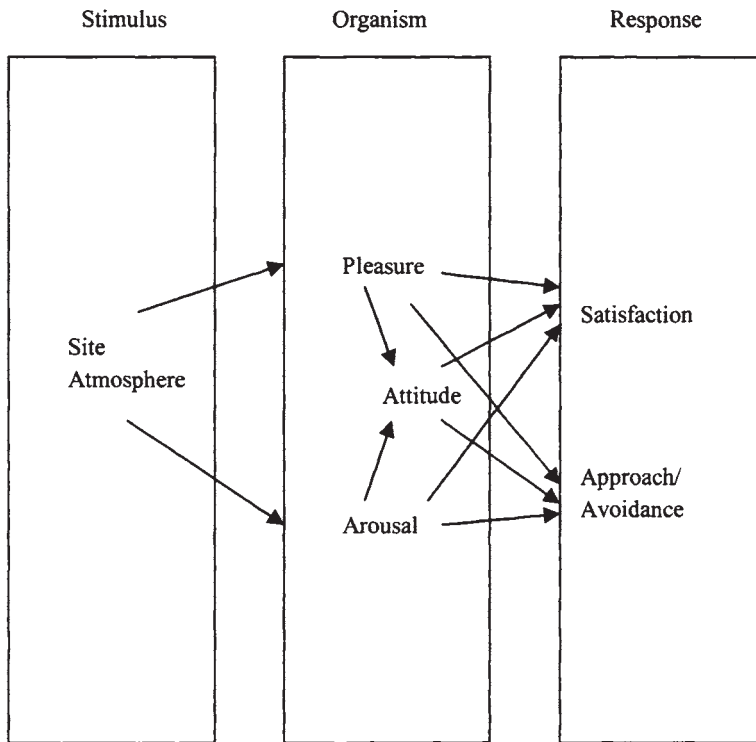 Stimulus
Organism
Response
Pleasure
Satisfaction
Site
Atmosphere
Attitude
Approach/
Avoidance
Arousal